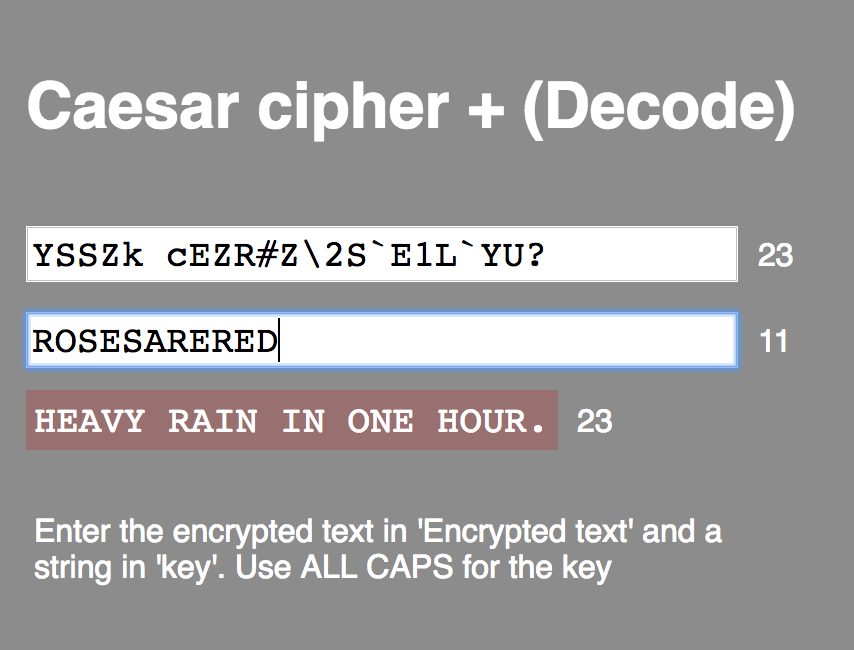 Caesar cipher + (Decode)
YSSZk cEZR#Z\2S`E1L`YU? 23
ROSESARERED 11
HEAVY RAIN IN ONE HOUR. 23
Enter the encrypted text in 'Encrypted text' and a
string in 'key'. Use ALL CAPS for the key